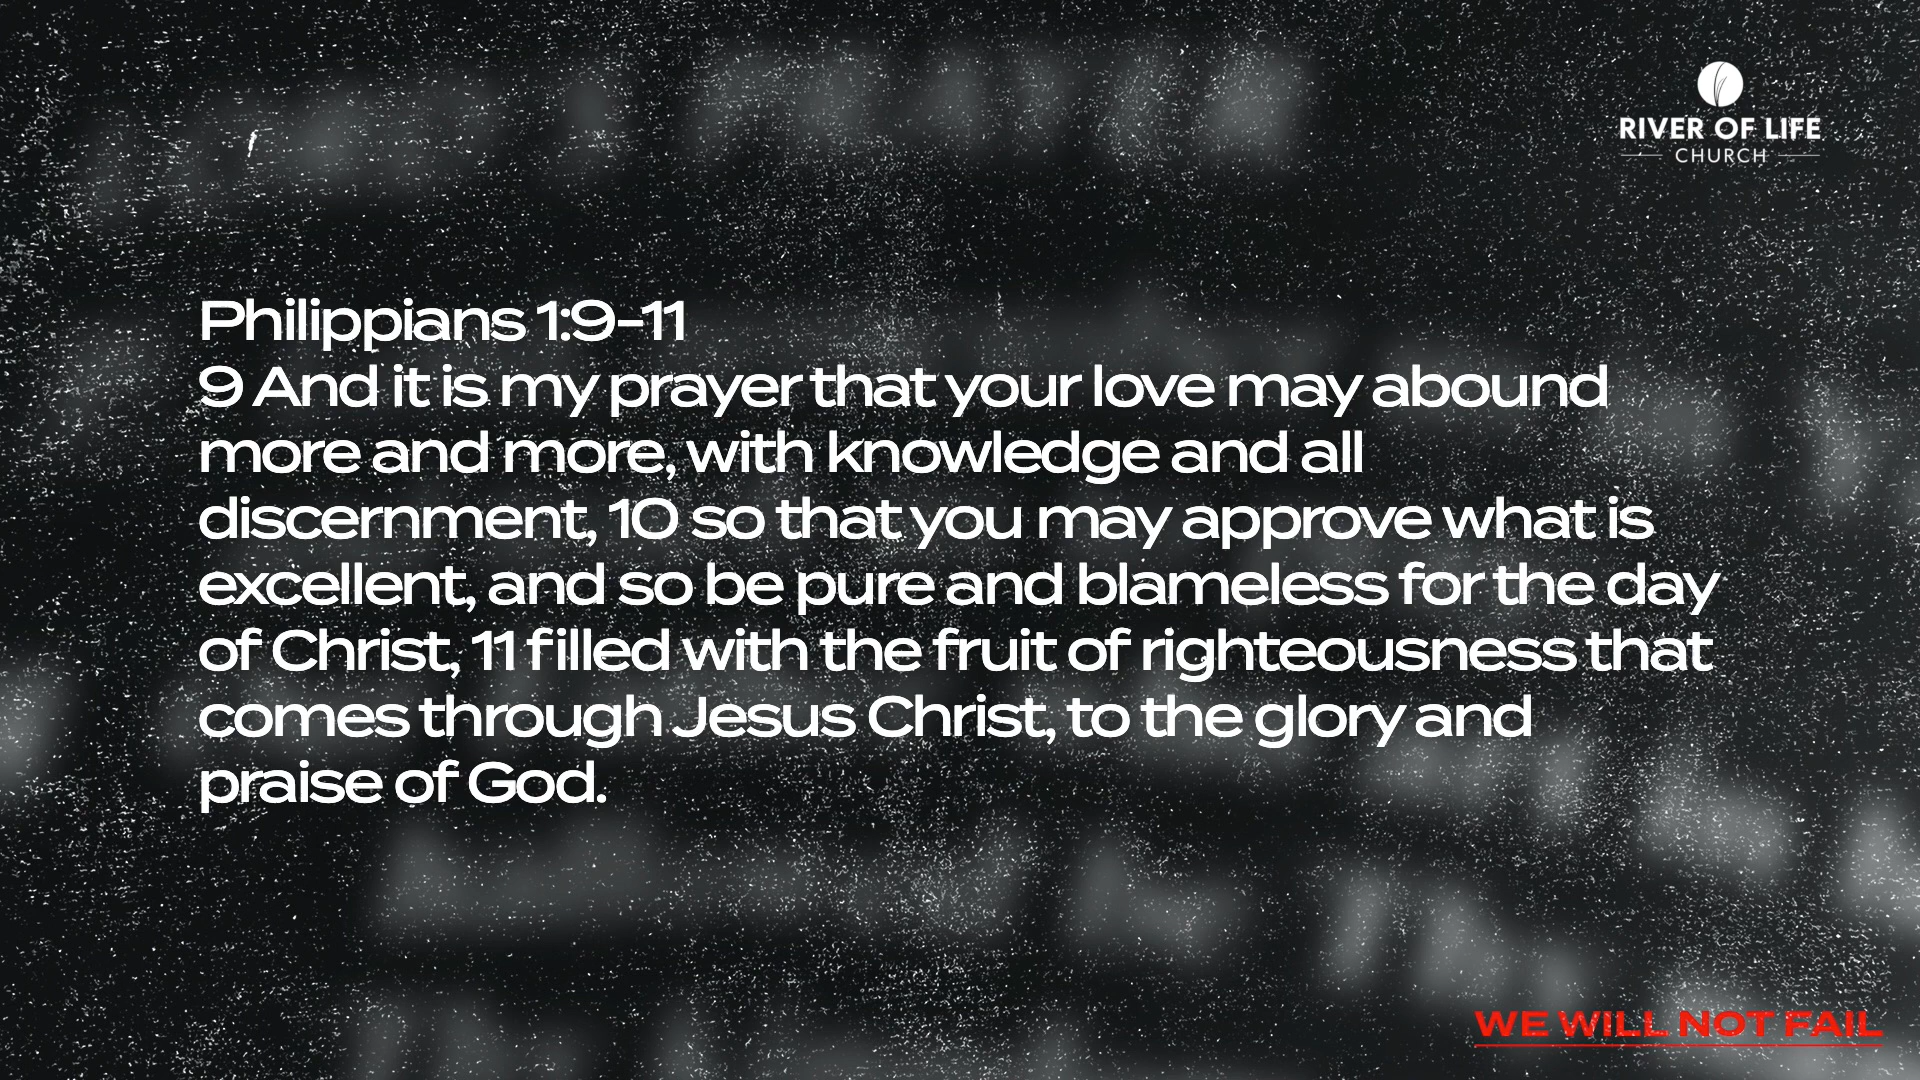 RIVER OF LIFE
CHURCH
Philippians 1:9–11
9 And it is my prayer that your love may abound
more and more, with knowledge and all
discernment, 10 so that you may approve what is
excellent, and so be pure and blameless for the day
of Christ, 11 filled with the fruit of righteousness that
comes through Jesus Christ, to the glory and
praise of God.
WE WILL NOT FAIL